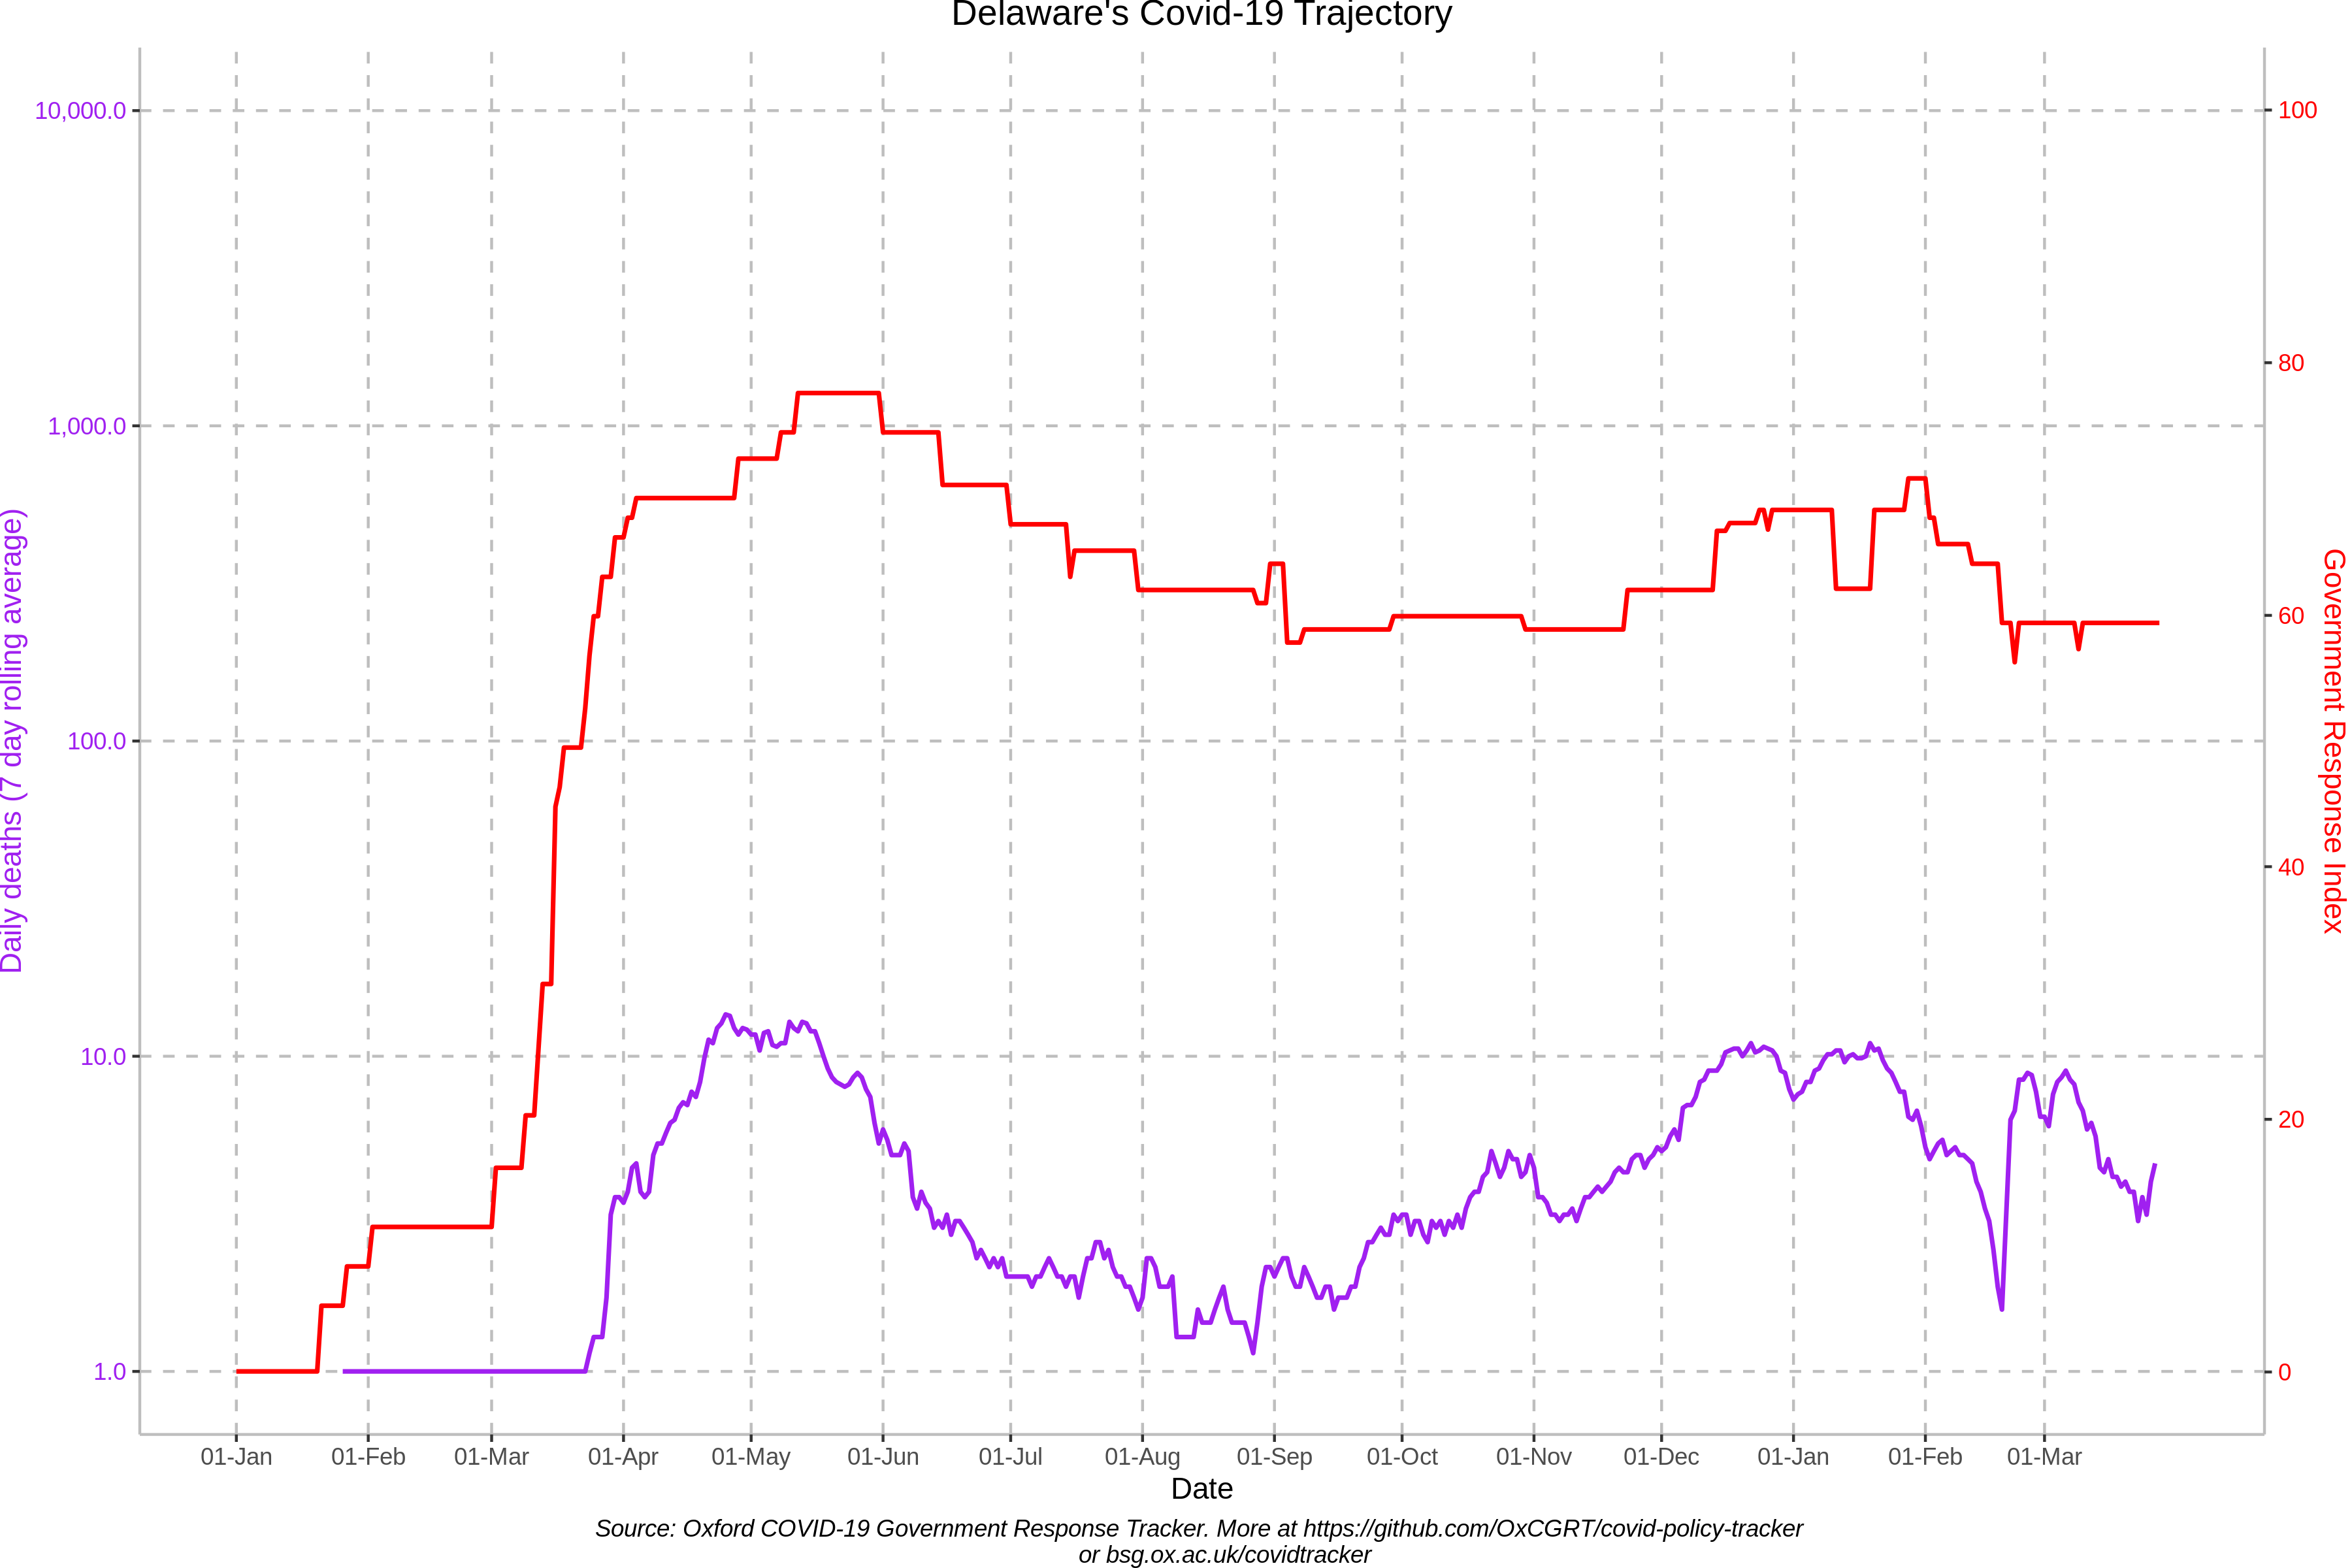 Delaware's Covid-19 Trajectory
10,000.0
1,000.0
100.0
10.0
1.0
Daily deaths (7 day rolling average)
100
80
60
40
20
0
Government Response Index
01-Jan 01-Feb 01-Mar 01-Apr 01-May 01-Jun 01-Jul 01-Aug 01-Sep 01-Oct 01-Nov 01-Dec 01-Jan 01-Feb 01-Mar
Date
Source: Oxford COVID-19 Government Response Tracker. More at https://github.com/OxCGRT/covid-policy-tracker
or bsg.ox.ac.uk/covidtracker